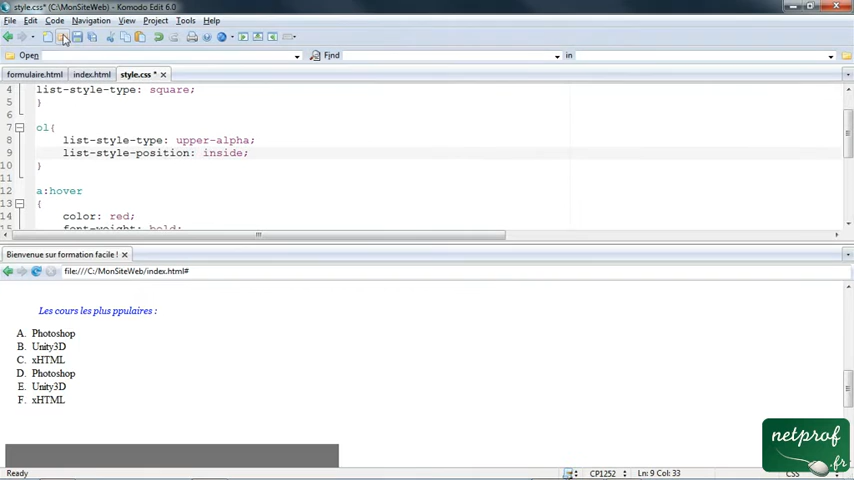 style.css* (C:\MonSiteWeb) - Komodo Edit 6.0
File Edit Code Navigation View Project Tools Help
Open Find in
formulaire.html index.html style.css *
4 list-style-type: square;
5 }
6
7 ol{
8 list-style-type: upper-alpha;
9 list-style-position: inside;
10 }
11
12 a:hover
13 {
14 color: red;
font-weight: bold;
Bienvenue sur formation facile !
file:///C:/MonSiteWeb/index.html#
Les cours les plus ppulaires :
A. Photoshop
B. Unity3D
C. xHTML
D. Photoshop
E. Unity3D
F. xHTML
netprof
.fr
Ready CP1252 Ln: 9 Col: 33 CSS